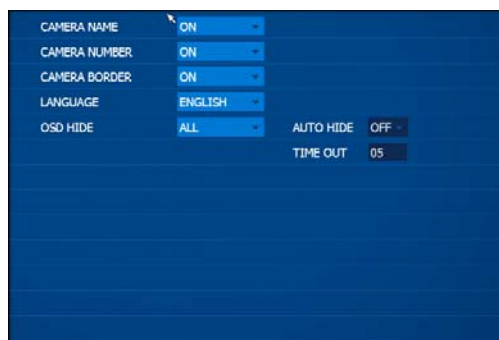 CAMERA NAME ON
CAMERA NUMBER ON
CAMERA BORDER ON
LANGUAGE ENGLISH
OSD HIDE ALL AUTO HIDE OFF
TIME OUT 05